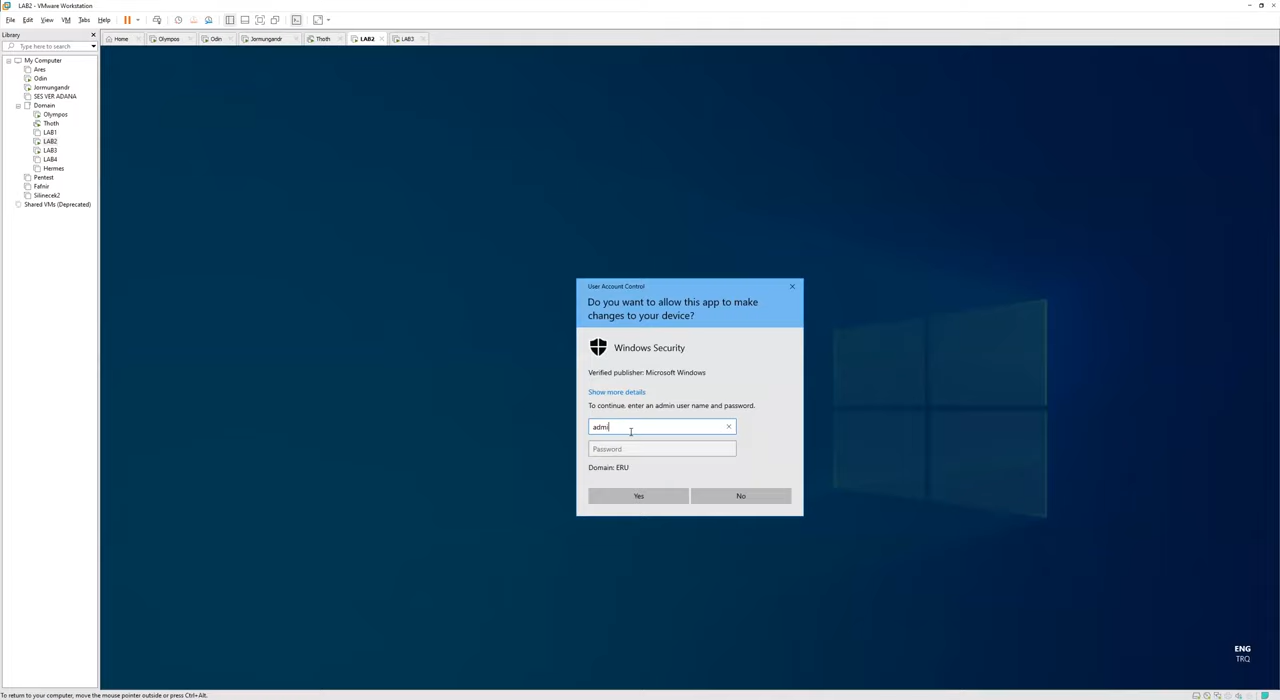 LAB2 - VMware Workstation
File Edit View VM Tabs Help
Library
Type here to search
My Computer
Ares
Odin
Jormungandr
SES VER ADANA
Domain
Olympos
Thoth
LAB1
LAB2
LAB3
LAB4
Hermes
Pentest
Fafnir
Silinecek2
Shared VMs (Deprecated)
Home Olympos Odin Jormungandr Thoth LAB2 LAB3
User Account Control
Do you want to allow this app to make
changes to your device?
Windows Security
Verified publisher: Microsoft Windows
Show more details
To continue, enter an admin user name and password.
admi
Password
Domain: ERU
Yes No
ENG
TRQ
To return to your computer, move the mouse pointer outside or press Ctrl+Alt.